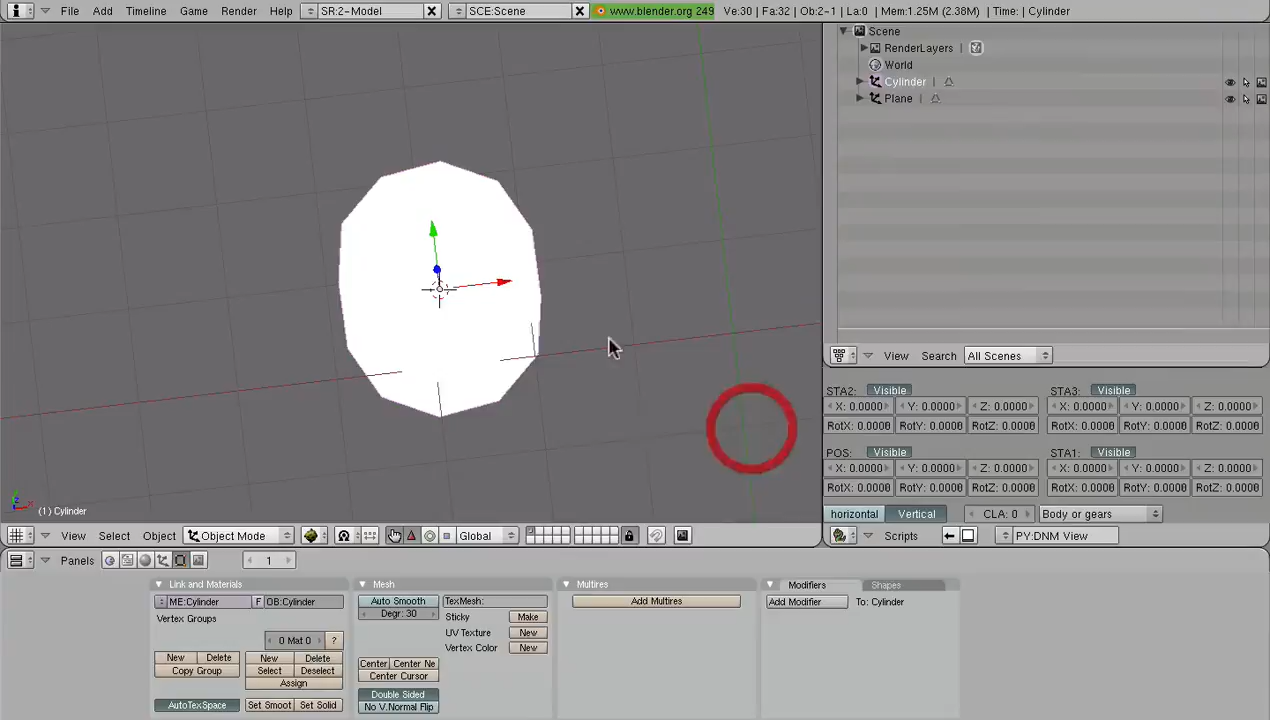 File Add Timeline Game Render Help SR:2-Model SCE:Scene www.blender.org 249 Ve:30 | Fa:32 | Ob:2-1 | La:0 | Mem:1.25M (2.38M) | Time: | Cylinder
Scene
RenderLayers |
World
Cylinder |
Plane |
View Search All Scenes
STA2: Visible STA3: Visible
X: 0.0000 Y: 0.0000 Z: 0.0000 X: 0.0000 Y: 0.0000 Z: 0.0000
RotX: 0.0000 RotY: 0.0000 RotZ: 0.0000 RotX: 0.0000 RotY: 0.0000 RotZ: 0.0000
POS: Visible STA1: Visible
X: 0.0000 Y: 0.0000 Z: 0.0000 X: 0.0000 Y: 0.0000 Z: 0.0000
RotX: 0.0000 RotY: 0.0000 RotZ: 0.0000 RotX: 0.0000 RotY: 0.0000 RotZ: 0.0000
horizontal Vertical CLA: 0 Body or gears
Scripts PY:DNM View
(1) Cylinder
View Select Object Object Mode Global
Panels 1
Link and Materials
ME:Cylinder F OB:Cylinder
Vertex Groups
0 Mat 0 ?
New Delete New Delete
Copy Group Select Deselect
Assign
AutoTexSpace Set Smoot Set Solid
Mesh
Auto Smooth TexMesh:
Degr: 30 Sticky Make
UV Texture New
Vertex Color New
Center Center Ne
Center Cursor
Double Sided
No V.Normal Flip
Multires
Add Multires
Modifiers Shapes
Add Modifier To: Cylinder